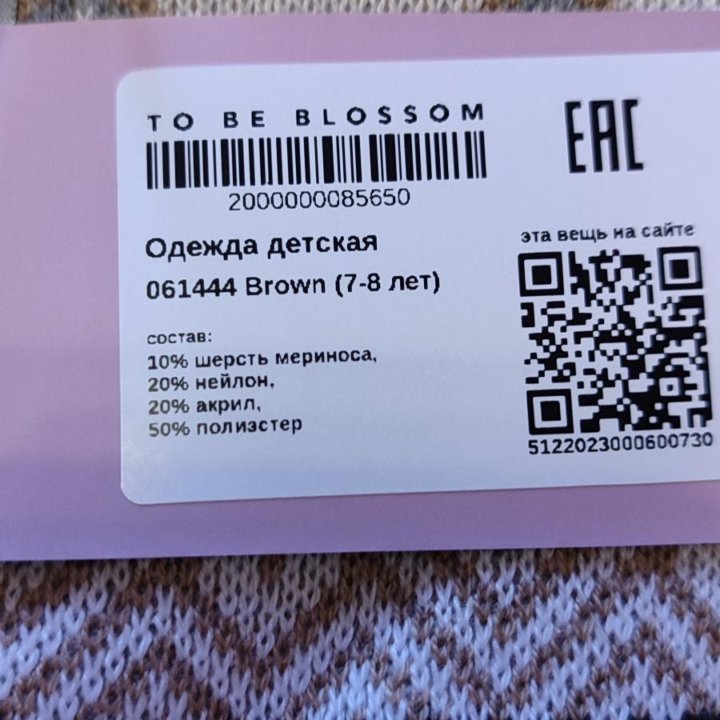 TO BE BLOSSOM
2000000085650
Одежда детская
061444 Brown (7-8 лет)
состав:
10% шерсть мериноса,
20% нейлон,
20% акрил,
50% полиэстер
EAC
эта вещь на сайте
5122023000600730